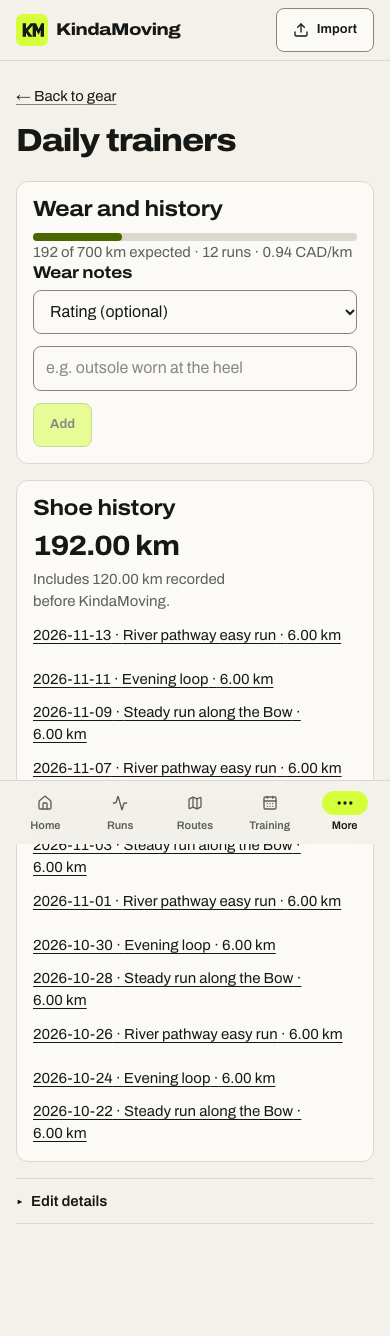 KM KindaMoving
Import
← Back to gear
Daily trainers
Wear and history
192 of 700 km expected · 12 runs · 0.94 CAD/km
Wear notes
Rating (optional)
e.g. outsole worn at the heel
Add
Shoe history
192.00 km
Includes 120.00 km recorded
before KindaMoving.
2026-11-13 · River pathway easy run · 6.00 km
2026-11-11 · Evening loop · 6.00 km
2026-11-09 · Steady run along the Bow ·
6.00 km
2026-11-07 · River pathway easy run · 6.00 km
Home
Runs
Routes
Training
More
2026-11-03 · Steady run along the Bow ·
6.00 km
2026-11-01 · River pathway easy run · 6.00 km
2026-10-30 · Evening loop · 6.00 km
2026-10-28 · Steady run along the Bow ·
6.00 km
2026-10-26 · River pathway easy run · 6.00 km
2026-10-24 · Evening loop · 6.00 km
2026-10-22 · Steady run along the Bow ·
6.00 km
Edit details